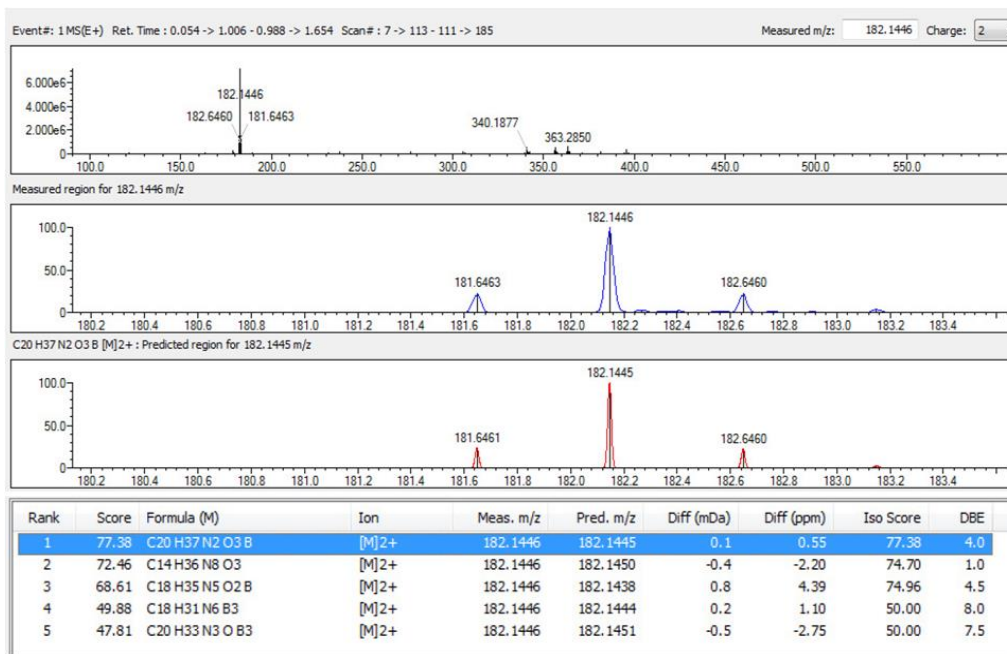 Event#: 1 MS(E+) Ret. Time : 0.054 -> 1.006 - 0.988 -> 1.654 Scan# : 7 -> 113 - 111 -> 185 Measured m/z: 182.1446 Charge: 2
6.000e6
4.000e6
2.000e6
0
182.1446
182.6460 181.6463
340.1877
363.2850
100.0 150.0 200.0 250.0 300.0 350.0 400.0 450.0 500.0 550.0
Measured region for 182.1446 m/z
100.0
50.0
0
181.6463
182.1446
182.6460
180.2 180.4 180.6 180.8 181.0 181.2 181.4 181.6 181.8 182.0 182.2 182.4 182.6 182.8 183.0 183.2 183.4
C20 H37 N2 O3 B [M]2+ : Predicted region for 182.1445 m/z
100.0
50.0
0
181.6461
182.1445
182.6460
180.2 180.4 180.6 180.8 181.0 181.2 181.4 181.6 181.8 182.0 182.2 182.4 182.6 182.8 183.0 183.2 183.4
Rank Score Formula (M) Ion Meas. m/z Pred. m/z Diff (mDa) Diff (ppm) Iso Score DBE
1 77.38 C20 H37 N2 O3 B [M]2+ 182.1446 182.1445 0.1 0.55 77.38 4.0
2 72.46 C14 H36 N8 O3 [M]2+ 182.1446 182.1450 -0.4 -2.20 74.70 1.0
3 68.61 C18 H35 N5 O2 B [M]2+ 182.1446 182.1438 0.8 4.39 74.96 4.5
4 49.88 C18 H31 N6 B3 [M]2+ 182.1446 182.1444 0.2 1.10 50.00 8.0
5 47.81 C20 H33 N3 O B3 [M]2+ 182.1446 182.1451 -0.5 -2.75 50.00 7.5